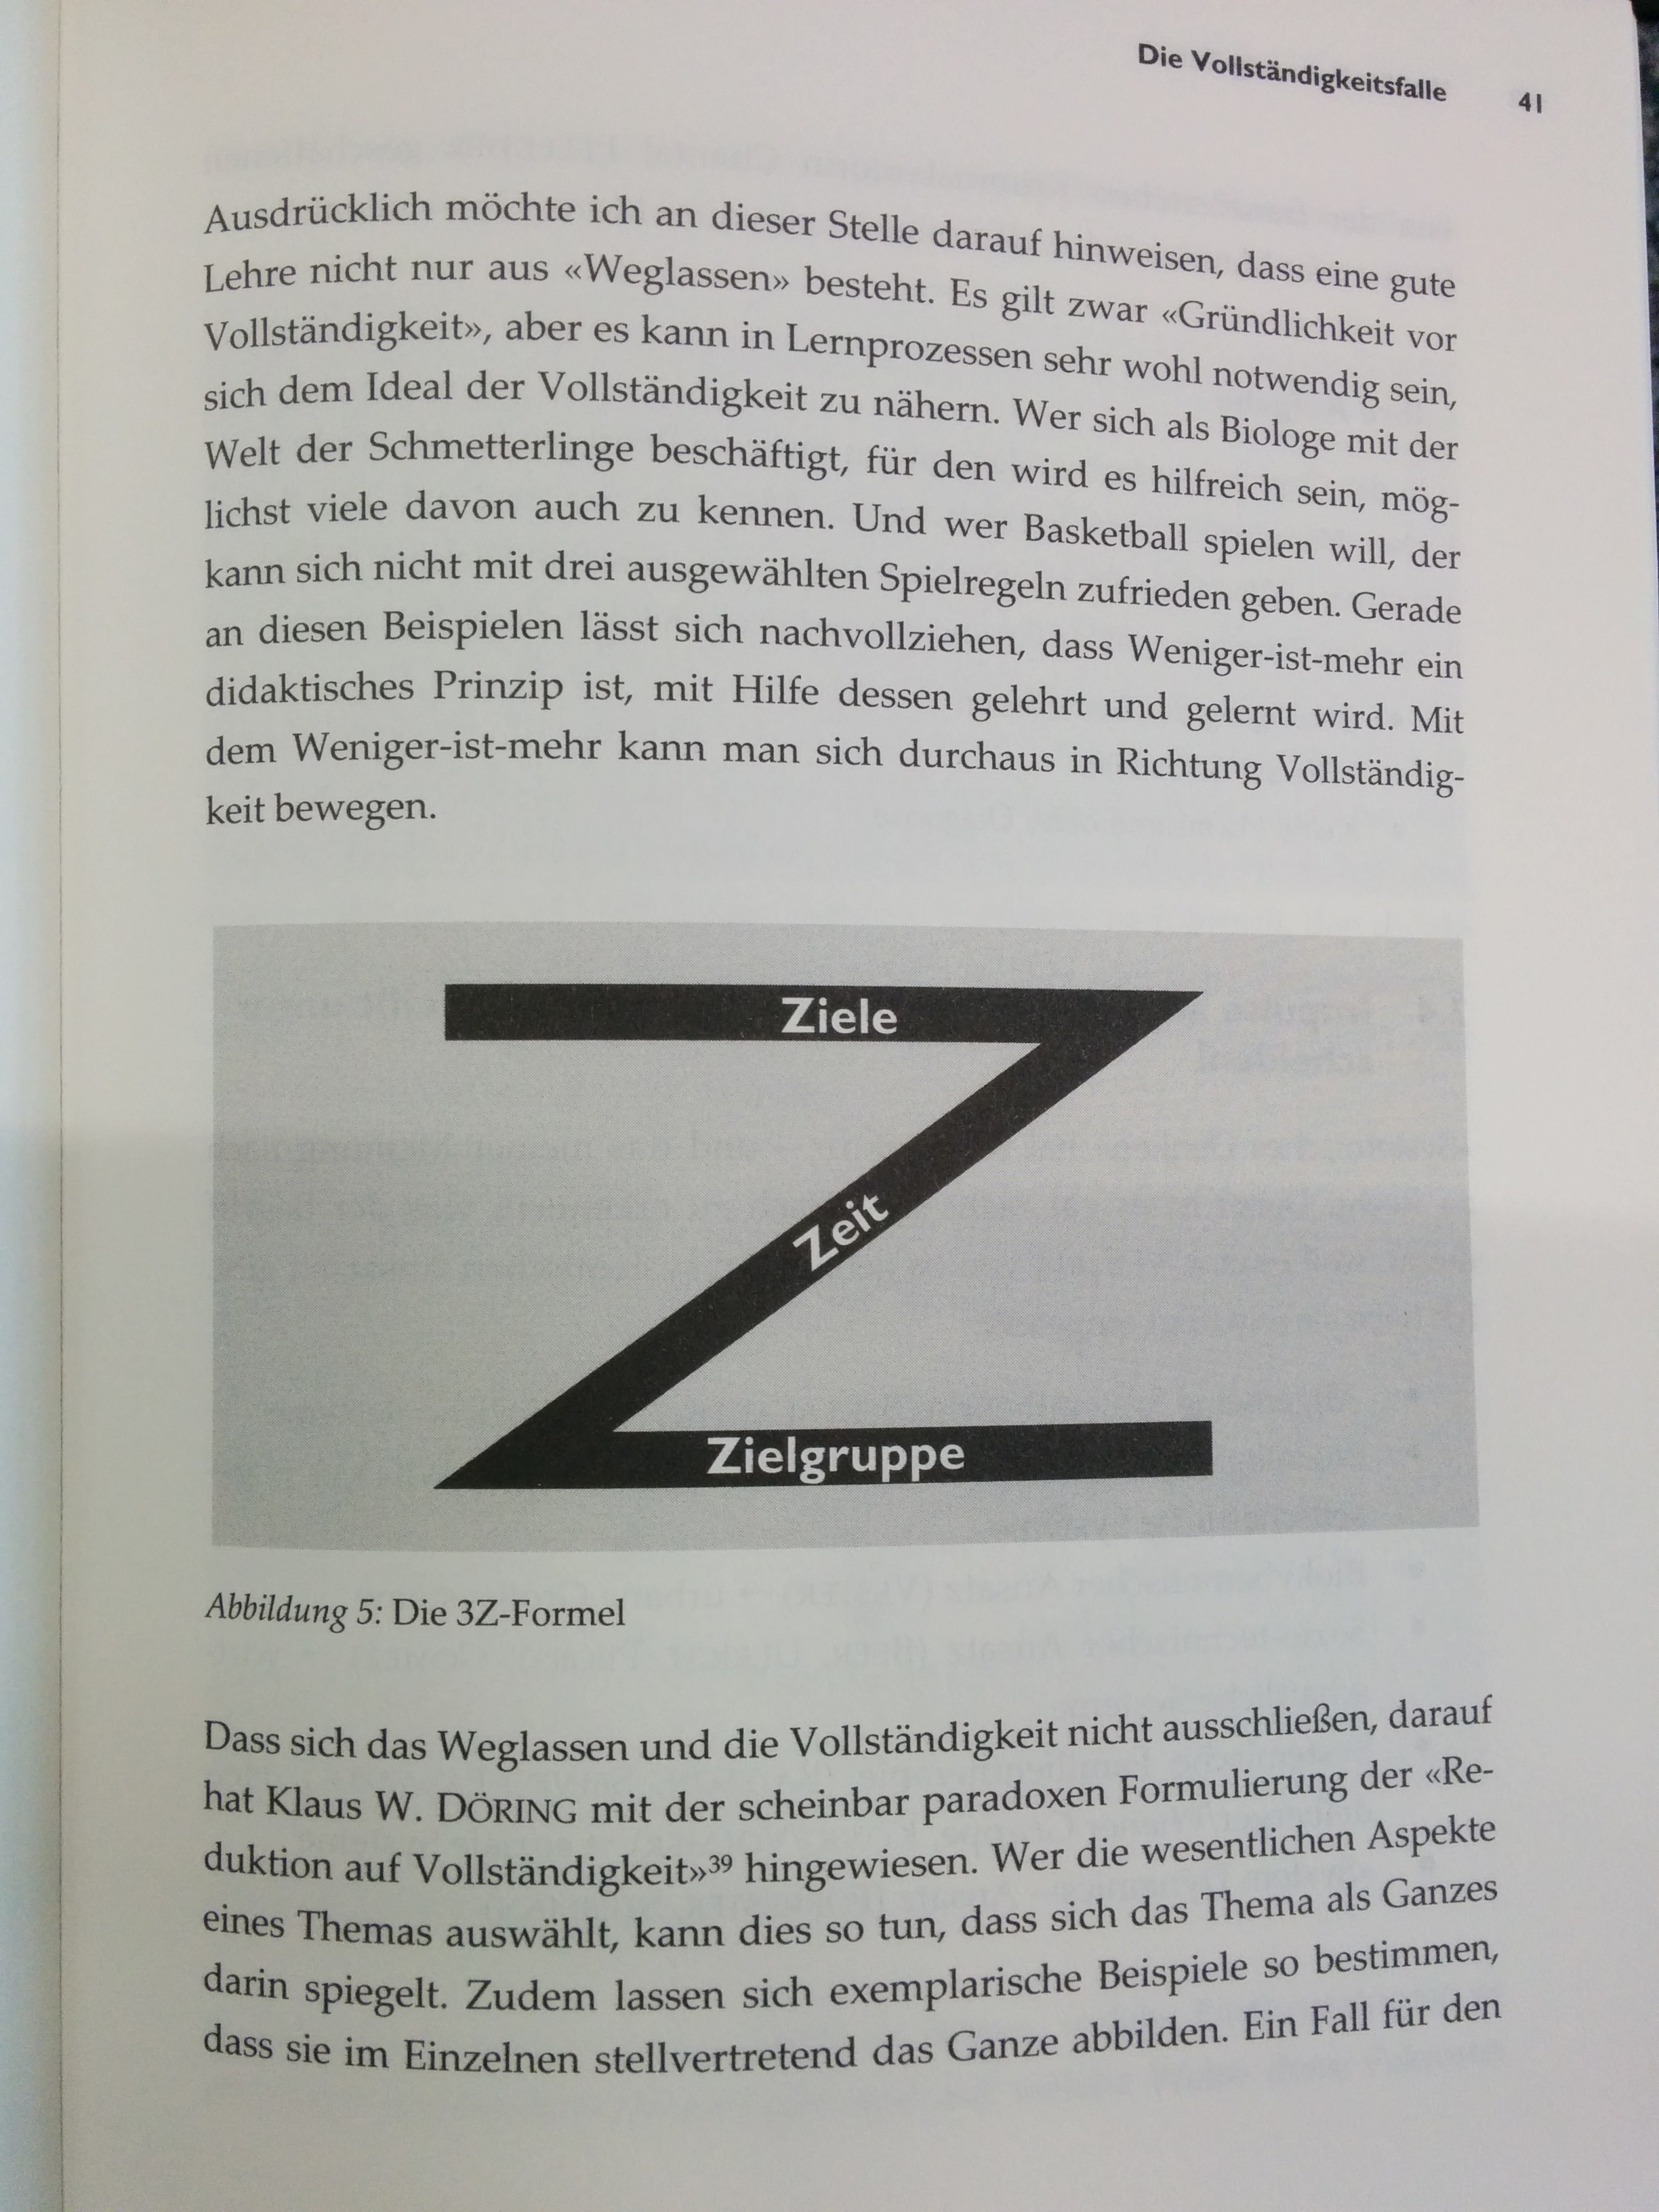 Die Vollständigkeitsfalle 41
Ausdrücklich möchte ich an dieser Stelle darauf hinweisen, dass eine gute
Lehre nicht nur aus «Weglassen» besteht. Es gilt zwar «Gründlichkeit vor
Vollständigkeit», aber es kann in Lernprozessen sehr wohl notwendig sein,
sich dem Ideal der Vollständigkeit zu nähern. Wer sich als Biologe mit der
Welt der Schmetterlinge beschäftigt, für den wird es hilfreich sein, mög-
lichst viele davon auch zu kennen. Und wer Basketball spielen will, der
kann sich nicht mit drei ausgewählten Spielregeln zufrieden geben. Gerade
an diesen Beispielen lässt sich nachvollziehen, dass Weniger-ist-mehr ein
didaktisches Prinzip ist, mit Hilfe dessen gelehrt und gelernt wird. Mit
dem Weniger-ist-mehr kann man sich durchaus in Richtung Vollständig-
keit bewegen.
Ziele
Zeit
Zielgruppe
Abbildung 5: Die 3Z-Formel
Dass sich das Weglassen und die Vollständigkeit nicht ausschließen, darauf
hat Klaus W. DÖRING mit der scheinbar paradoxen Formulierung der «Re-
duktion auf Vollständigkeit»³⁹ hingewiesen. Wer die wesentlichen Aspekte
eines Themas auswählt, kann dies so tun, dass sich das Thema als Ganzes
darin spiegelt. Zudem lassen sich exemplarische Beispiele so bestimmen,
dass sie im Einzelnen stellvertretend das Ganze abbilden. Ein Fall für den